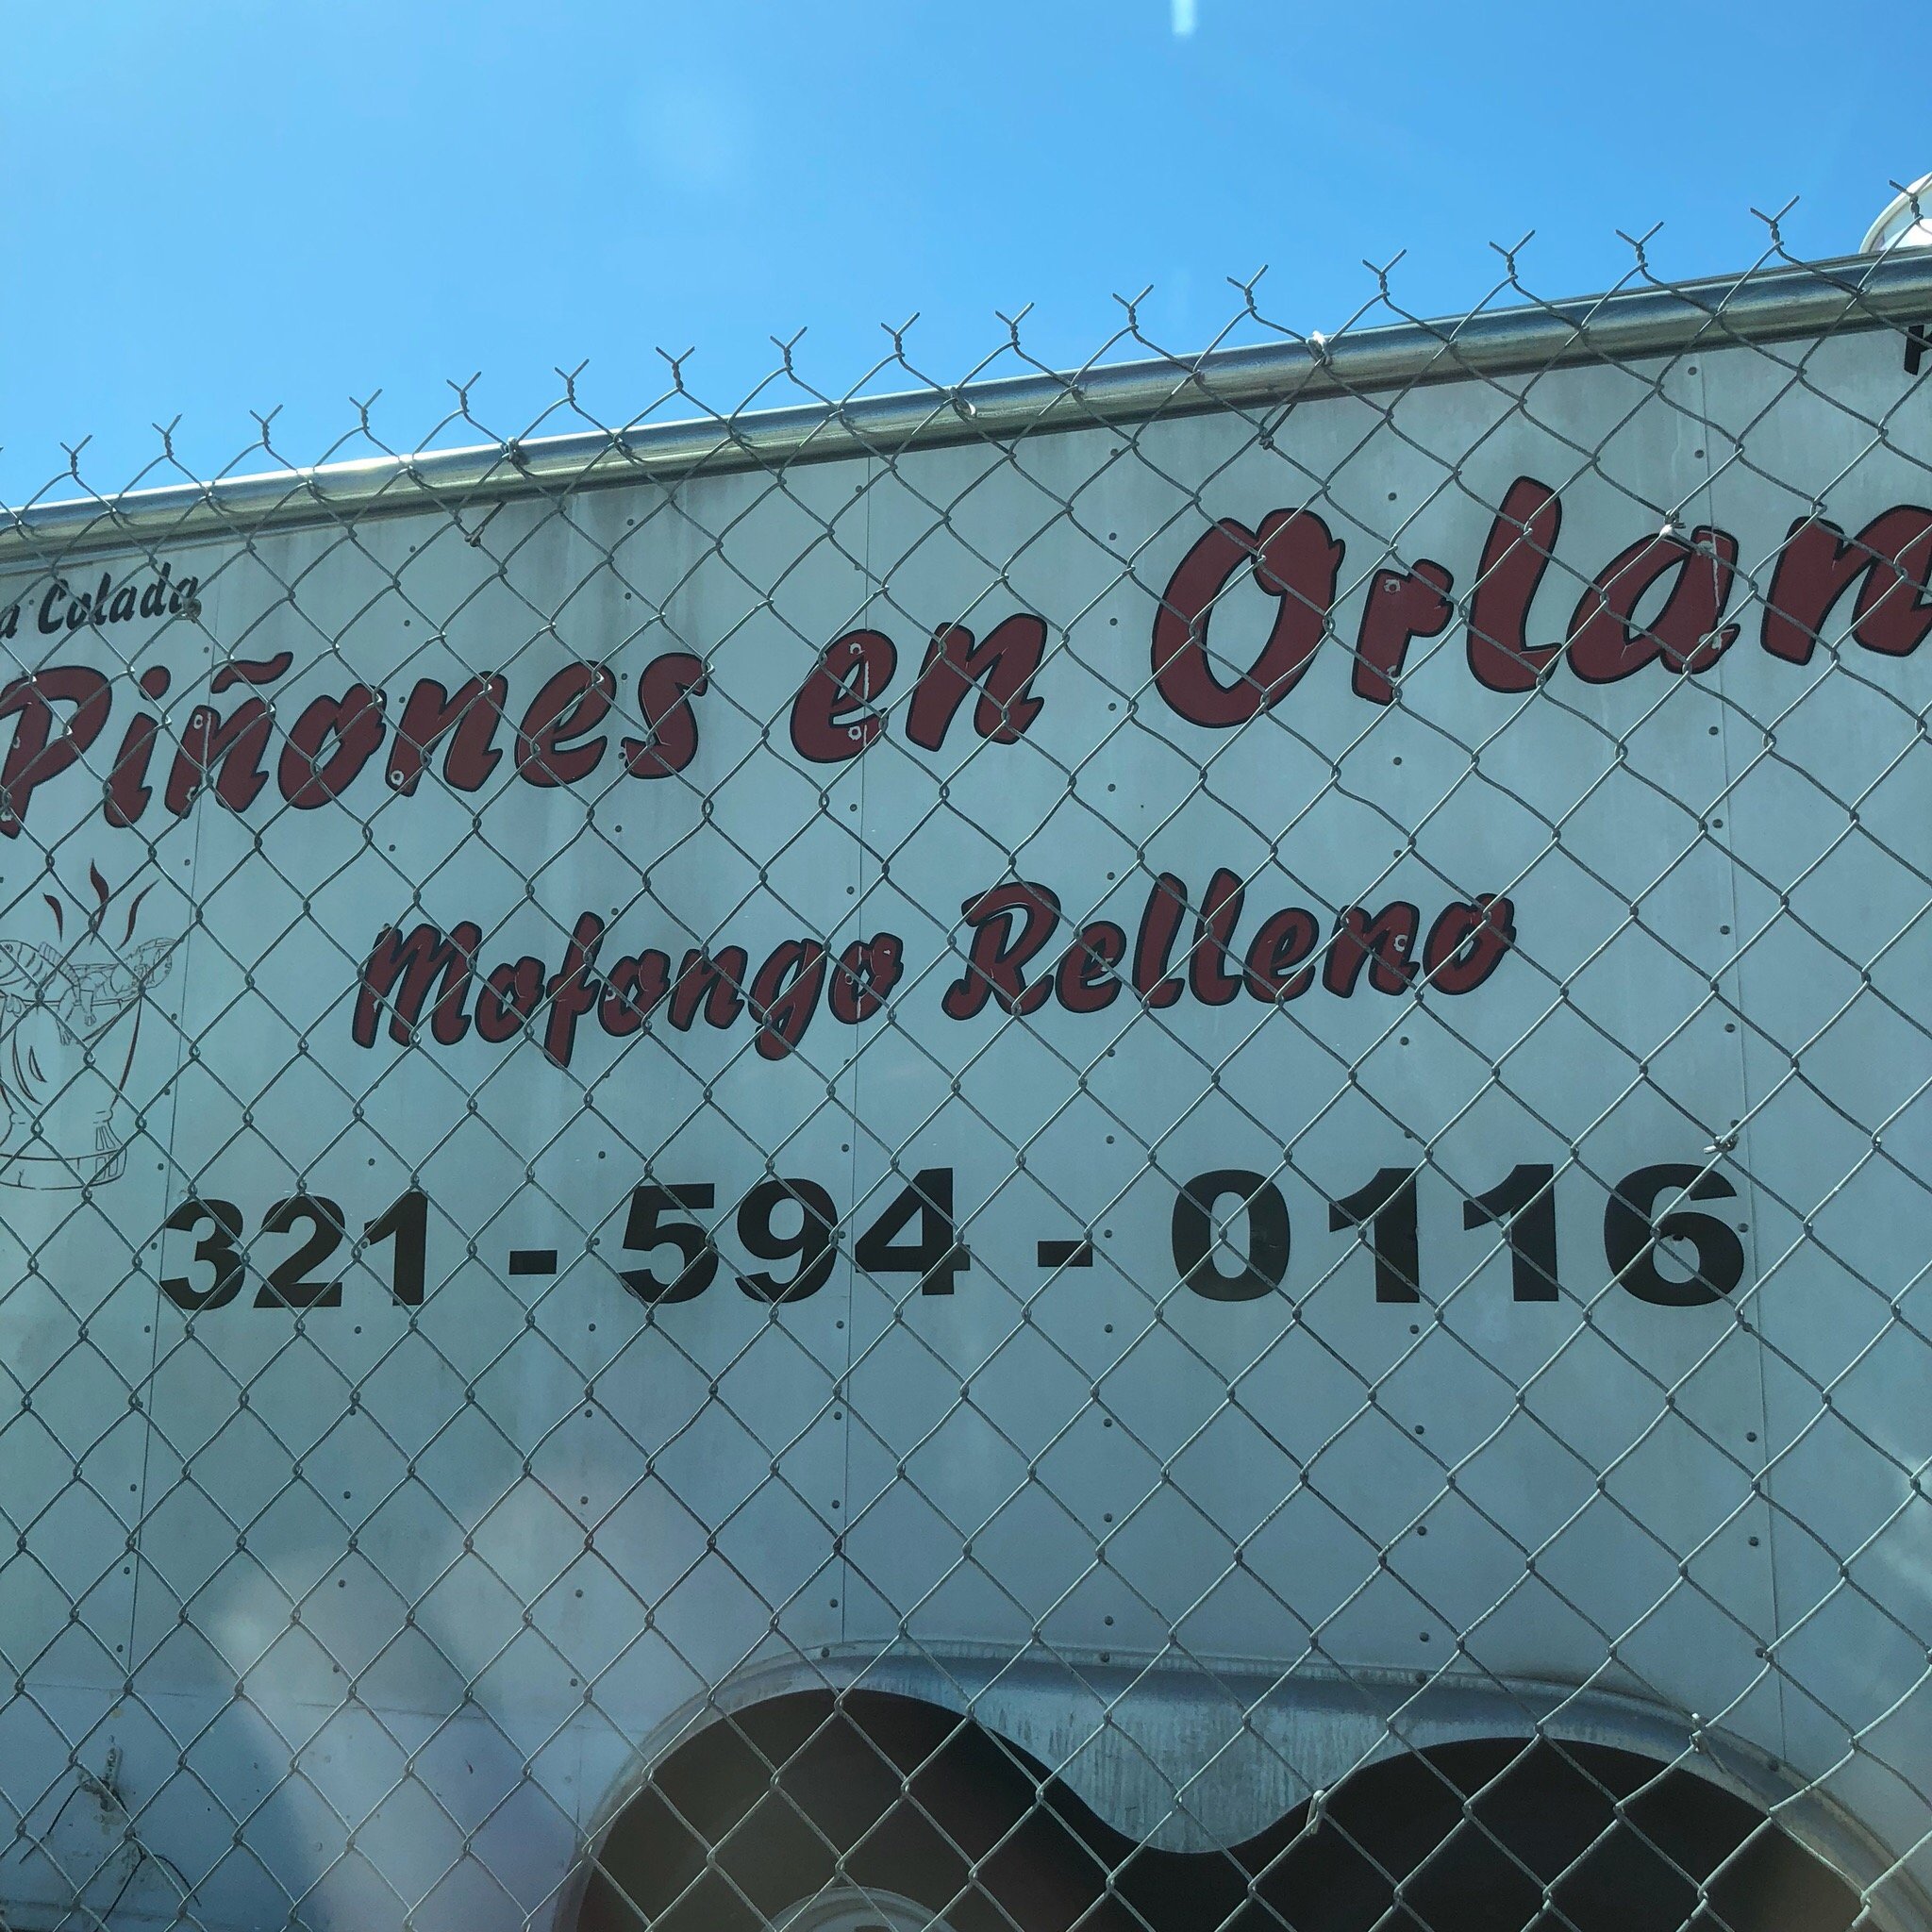 a Colada
Piñones en Orlan
Mofongo Relleno
321 - 594 - 0116